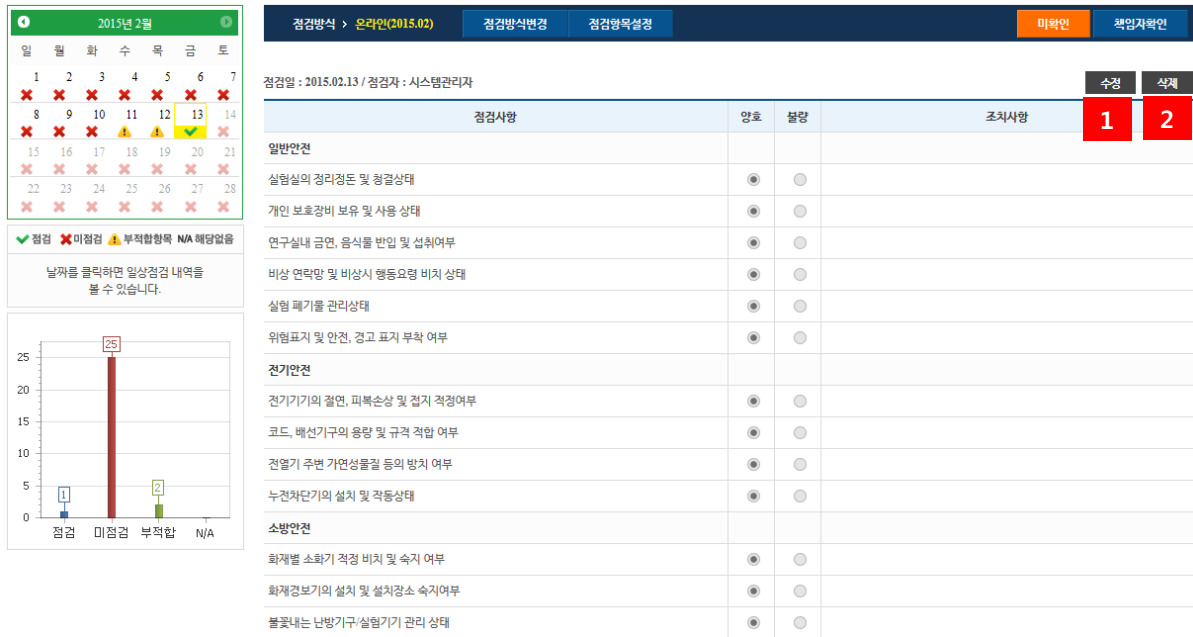 2015년 2월
일 월 화 수 목 금 토
1 2 3 4 5 6 7
8 9 10 11 12 13 14
15 16 17 18 19 20 21
22 23 24 25 26 27 28
점검 미점검 부적합항목 N/A 해당없음
날짜를 클릭하면 일상점검 내역을
볼 수 있습니다.
25
20
15
10
5
0
1
25
2
점검 미점검 부적합 N/A
점검방식 > 온라인(2015.02) 점검방식변경 점검항목설정 미확인 책임자확인
점검일 : 2015.02.13 / 점검자 : 시스템관리자 수정 삭제
1 2
점검사항 양호 불량 조치사항
일반안전
실험실의 정리정돈 및 청결상태
개인 보호장비 보유 및 사용 상태
연구실내 금연, 음식물 반입 및 섭취여부
비상 연락망 및 비상시 행동요령 비치 상태
실험 폐기물 관리상태
위험표지 및 안전, 경고 표지 부착 여부
전기안전
전기기기의 절연, 피복손상 및 접지 적정여부
코드, 배선기구의 용량 및 규격 적합 여부
전열기 주변 가연성물질 등의 방치 여부
누전차단기의 설치 및 작동상태
소방안전
화재별 소화기 적정 비치 및 숙지 여부
화재경보기의 설치 및 설치장소 숙지여부
불꽃내는 난방기구/실험기기 관리 상태